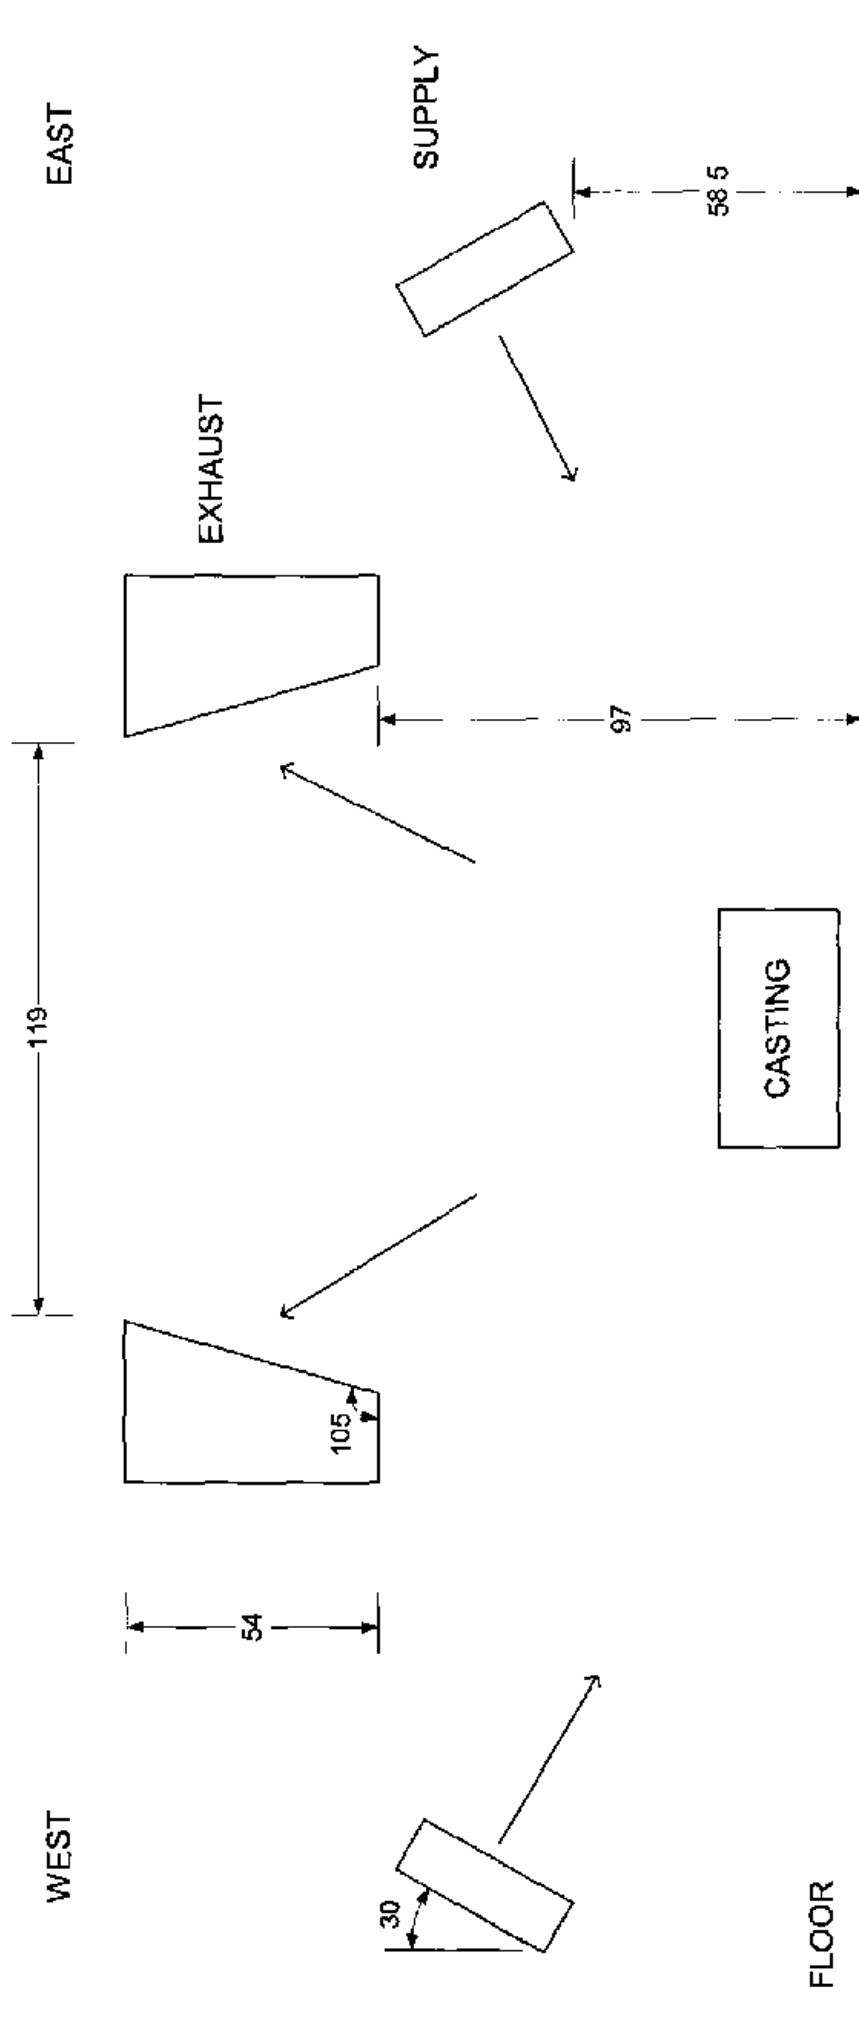 WEST
EAST
119
EXHAUST
SUPPLY
54
105
30
97
58 5
CASTING
FLOOR